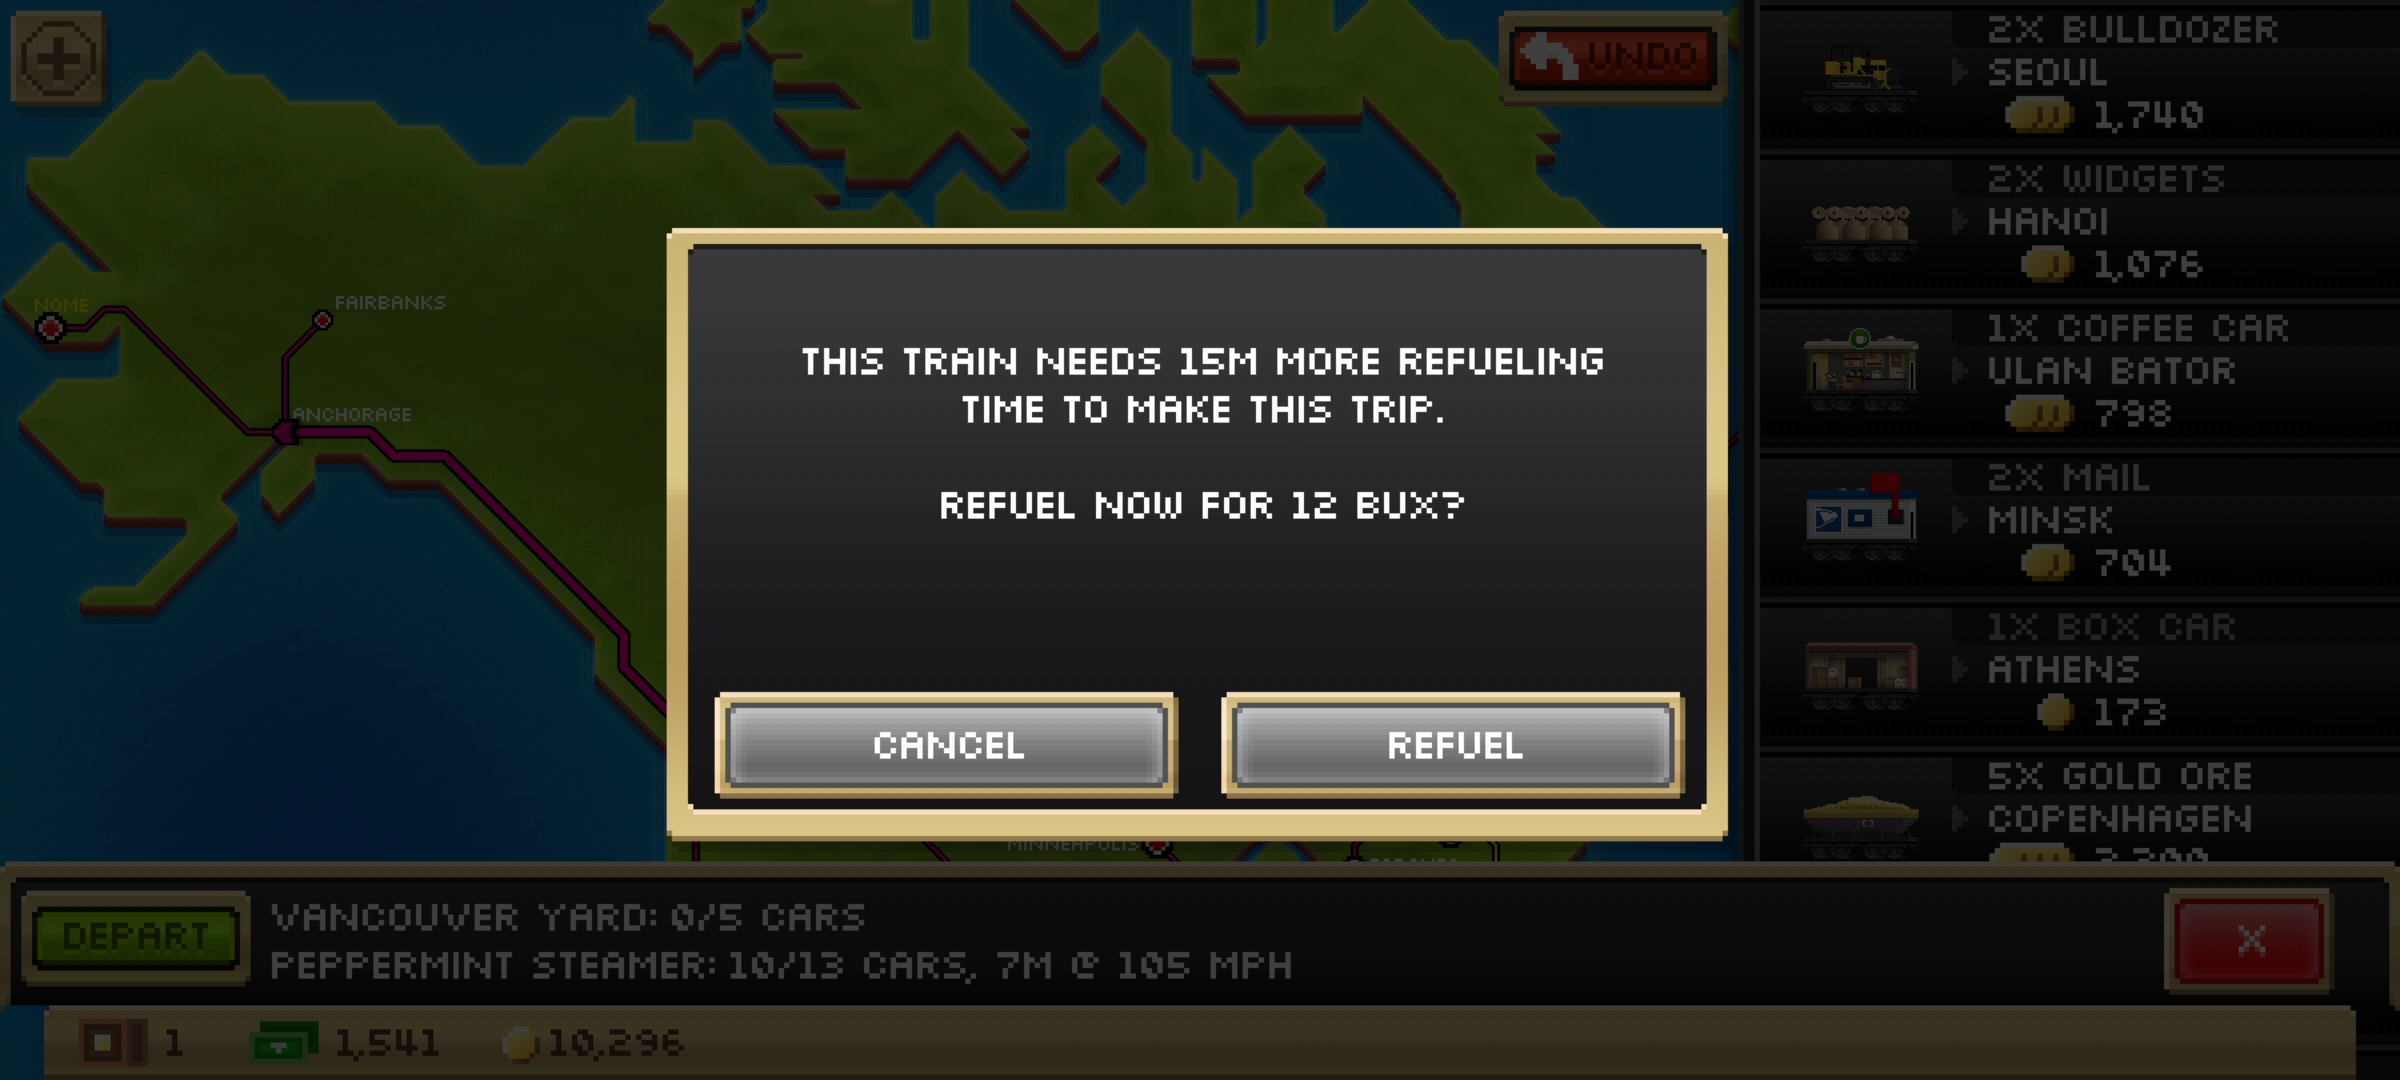 UNDO
NOME
FAIRBANKS
ANCHORAGE
THIS TRAIN NEEDS 15M MORE REFUELING
TIME TO MAKE THIS TRIP.
REFUEL NOW FOR 12 BUX?
CANCEL
REFUEL
MINNEAPOLIS
2X BULLDOZER
SEOUL
1,740
2X WIDGETS
HANOI
1,076
1X COFFEE CAR
ULAN BATOR
798
2X MAIL
MINSK
704
1X BOX CAR
ATHENS
173
5X GOLD ORE
COPENHAGEN
DEPART
VANCOUVER YARD: 0/5 CARS
PEPPERMINT STEAMER: 10/13 CARS, 7M @ 105 MPH
X
1
1,541
10,296